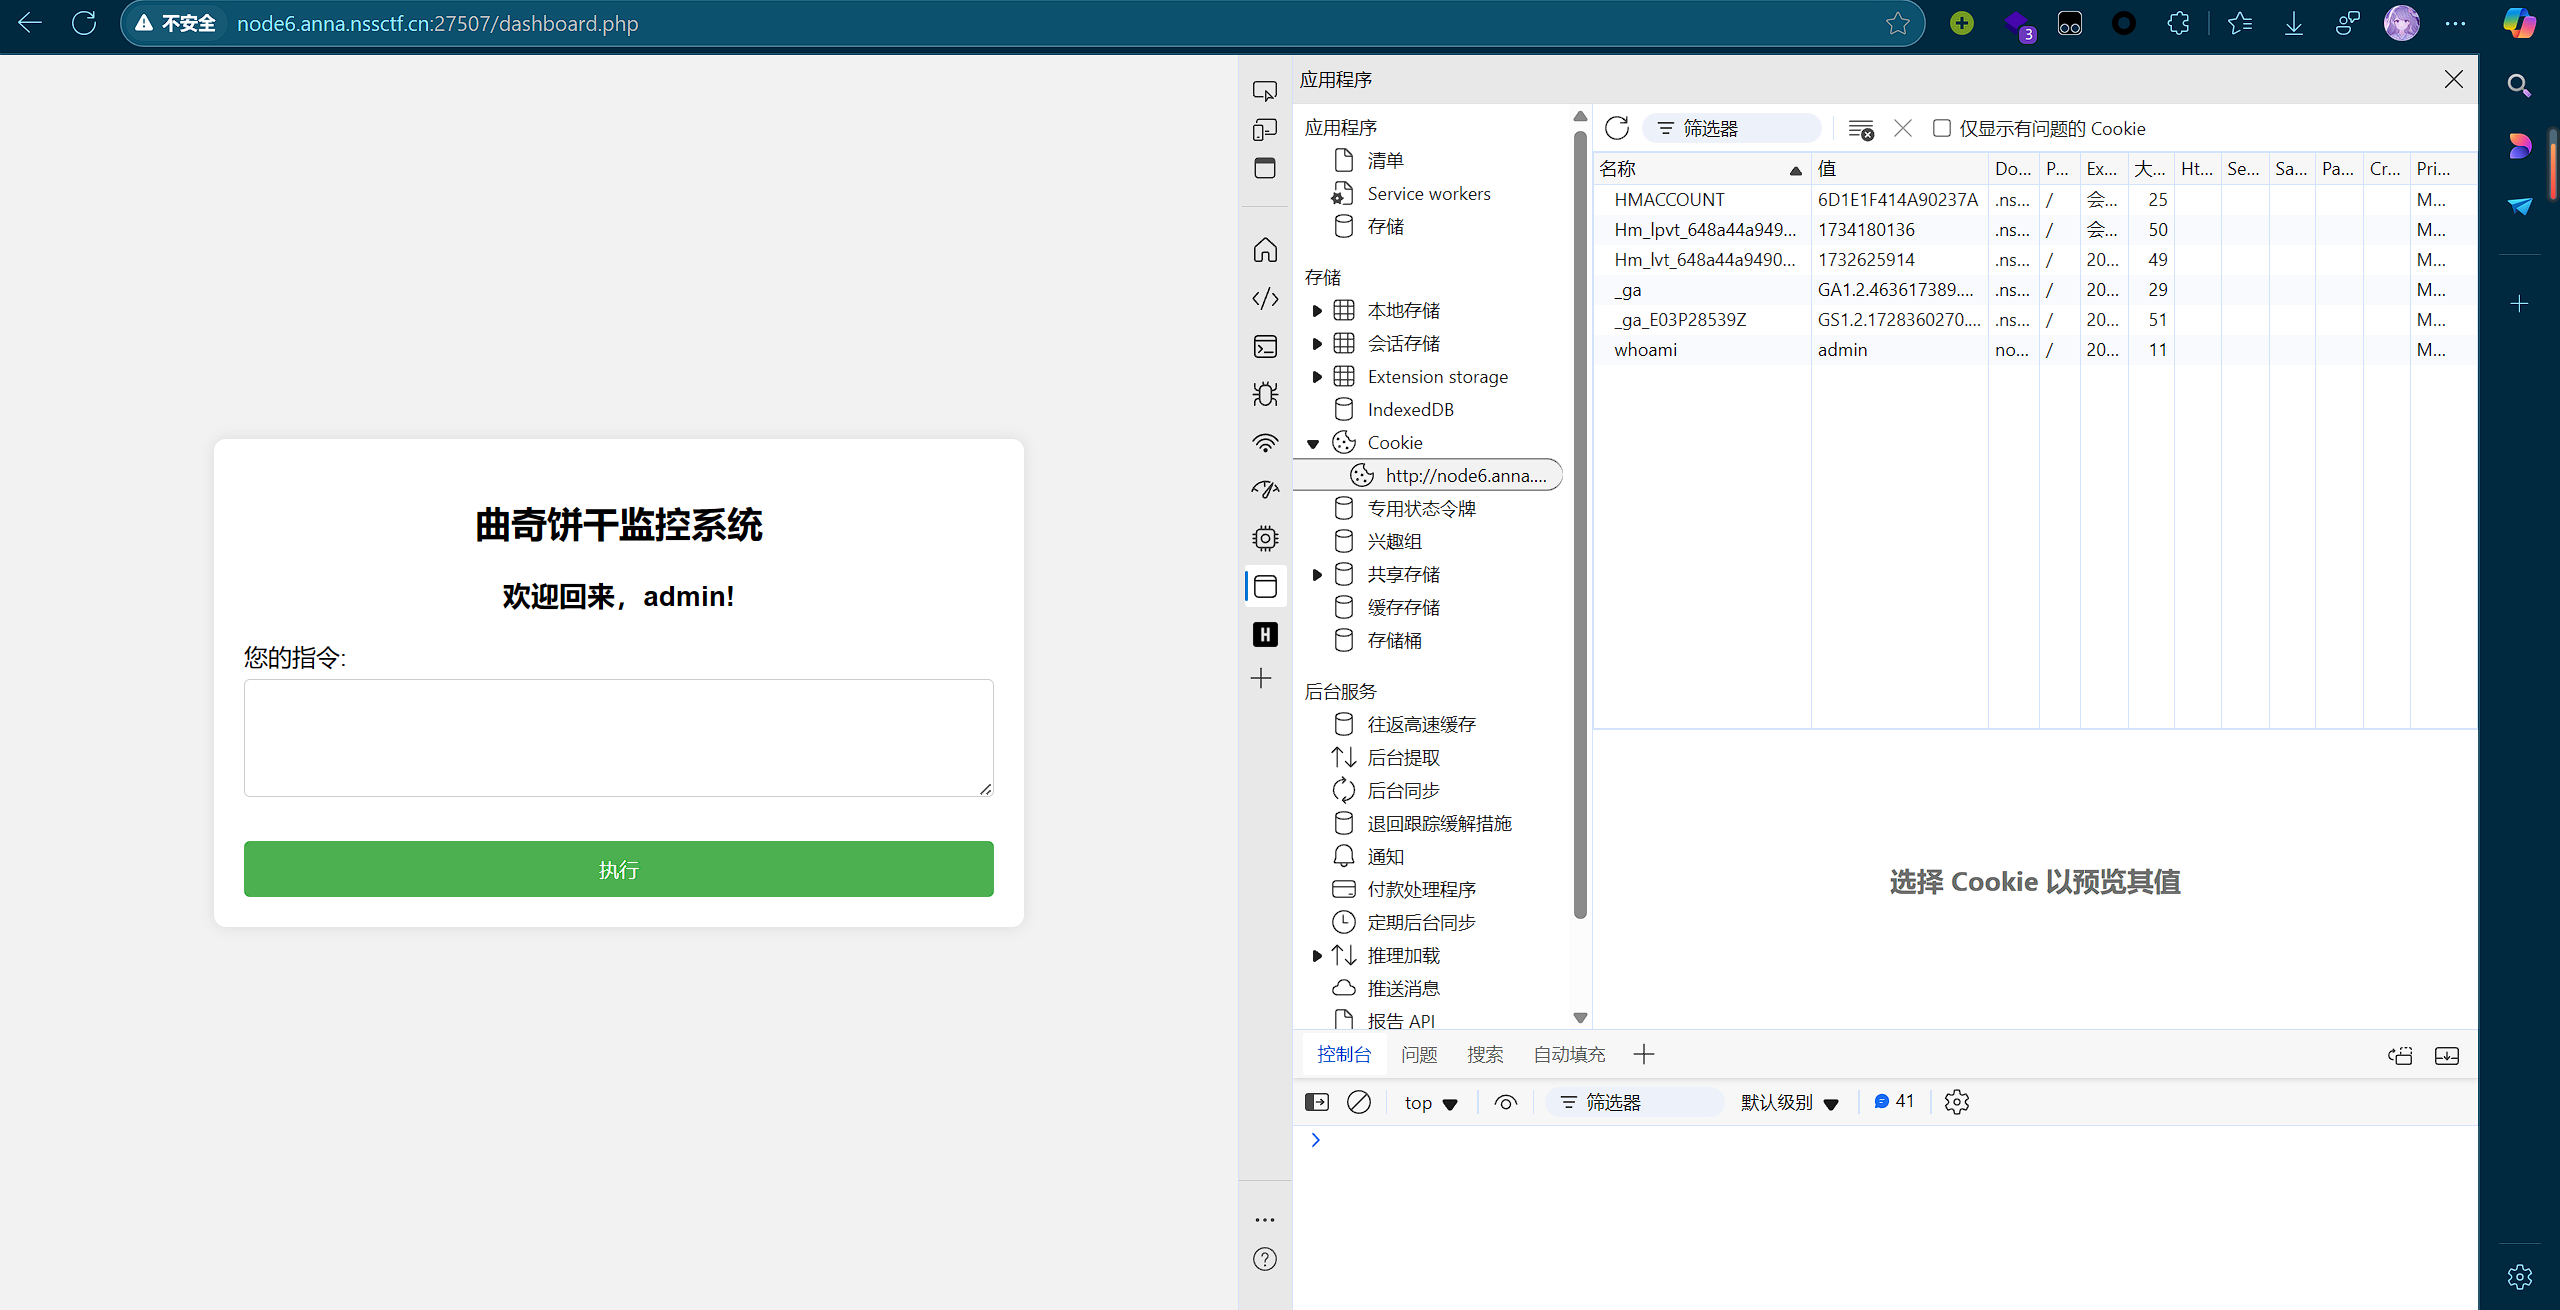 不安全 node6.anna.nssctf.cn:27507/dashboard.php
3
曲奇饼干监控系统
欢迎回来，admin!
您的指令:
执行
应用程序
应用程序
清单
Service workers
存储
存储
本地存储
会话存储
Extension storage
IndexedDB
Cookie
http://node6.anna....
专用状态令牌
兴趣组
共享存储
缓存存储
存储桶
后台服务
往返高速缓存
后台提取
后台同步
退回跟踪缓解措施
通知
付款处理程序
定期后台同步
推理加载
推送消息
报告 API
筛选器 仅显示有问题的 Cookie
名称 值 Do... P... Ex... 大... Ht... Se... Sa... Pa... Cr... Pri...
HMACCOUNT 6D1E1F414A90237A .ns... / 会... 25 M...
Hm_lpvt_648a44a949... 1734180136 .ns... / 会... 50 M...
Hm_lvt_648a44a9490... 1732625914 .ns... / 20... 49 M...
_ga GA1.2.463617389.... .ns... / 20... 29 M...
_ga_E03P28539Z GS1.2.1728360270.... .ns... / 20... 51 M...
whoami admin no... / 20... 11 M...
选择 Cookie 以预览其值
控制台 问题 搜索 自动填充
top 筛选器 默认级别 41